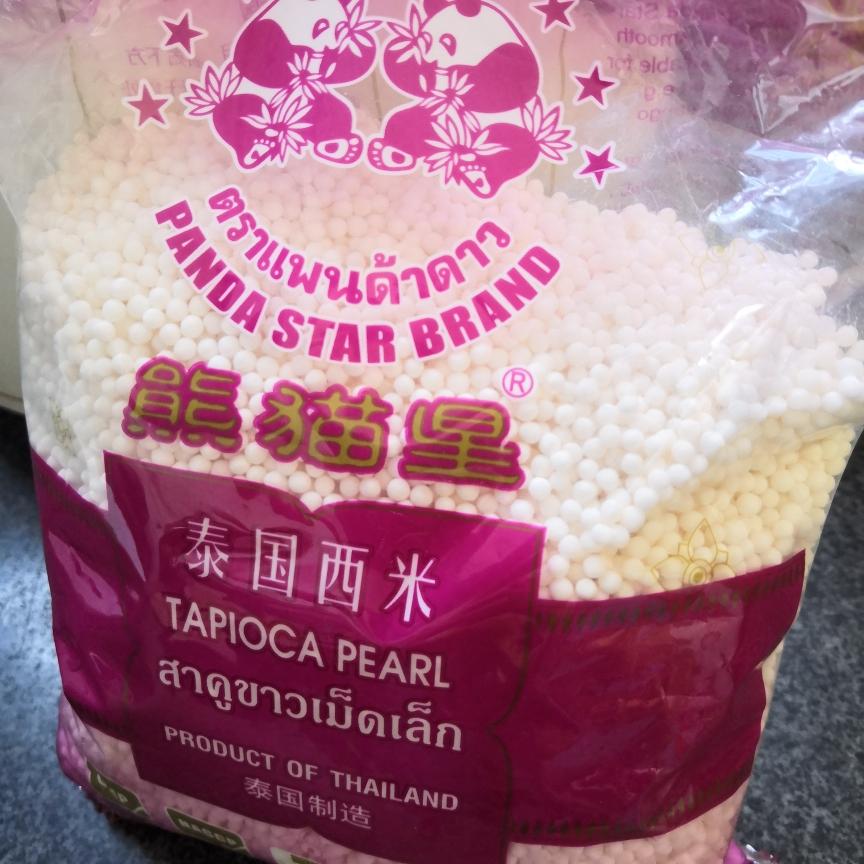 ตราแพนด้าดาว
PANDA STAR BRAND
熊猫星®
泰国西米
TAPIOCA PEARL
สาคูขาวเม็ดเล็ก
PRODUCT OF THAILAND
泰国制造
HACCP